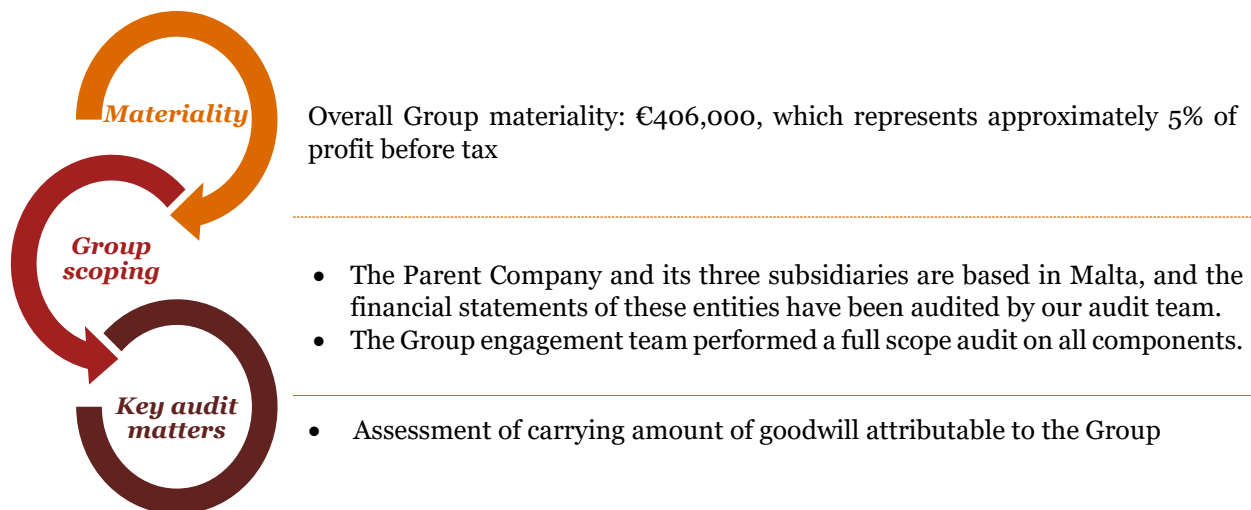 Materiality
Overall Group materiality: €406,000, which represents approximately 5% of
profit before tax
Group
scoping
• The Parent Company and its three subsidiaries are based in Malta, and the
financial statements of these entities have been audited by our audit team.
• The Group engagement team performed a full scope audit on all components.
Key audit
matters
• Assessment of carrying amount of goodwill attributable to the Group